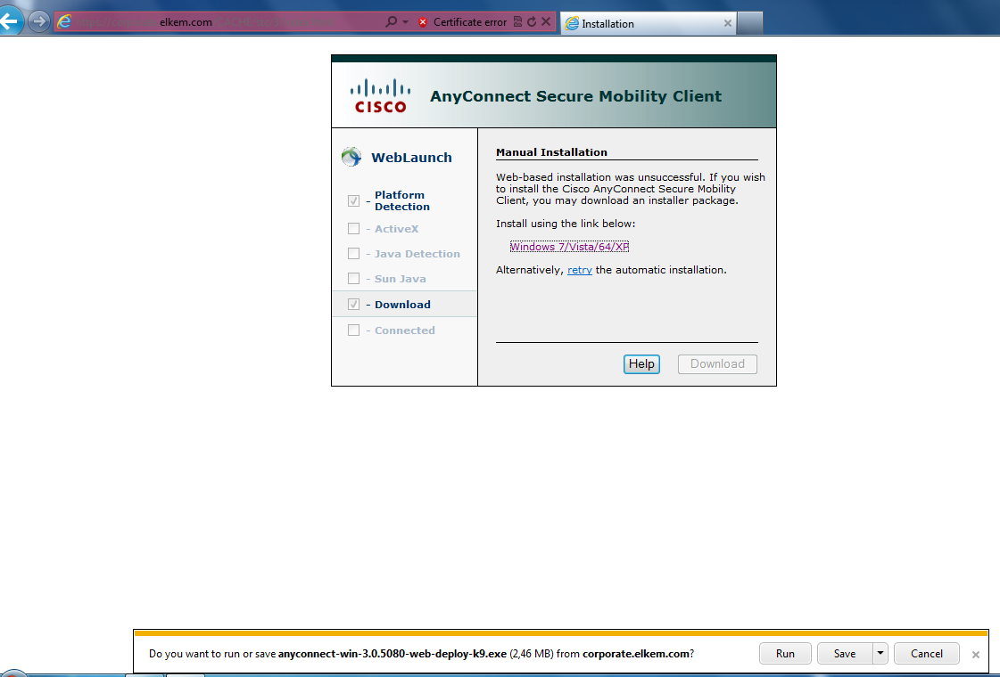 elkem.com
Certificate error
Installation
CISCO
AnyConnect Secure Mobility Client
WebLaunch
- Platform
Detection
- ActiveX
- Java Detection
- Sun Java
- Download
- Connected
Manual Installation
Web-based installation was unsuccessful. If you wish
to install the Cisco AnyConnect Secure Mobility
Client, you may download an installer package.
Install using the link below:
Windows 7/Vista/64/XP
Alternatively, retry the automatic installation.
Help
Download
Do you want to run or save anyconnect-win-3.0.5080-web-deploy-k9.exe (2,46 MB) from corporate.elkem.com?
Run
Save
Cancel